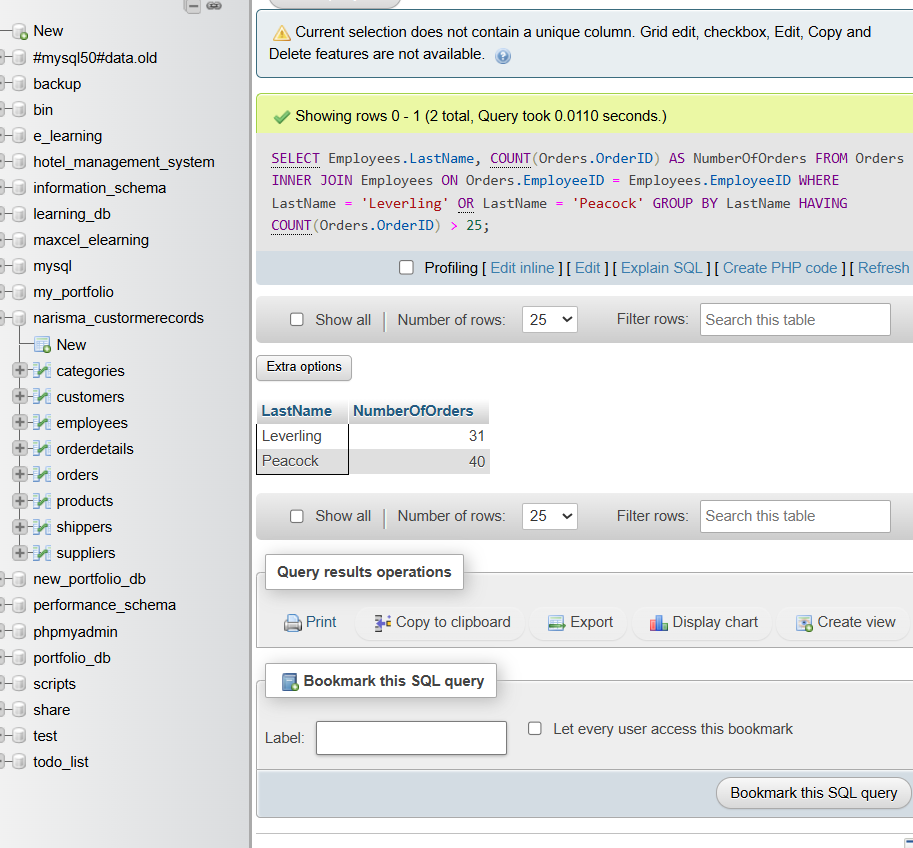 New
#mysql50#data.old
backup
bin
e_learning
hotel_management_system
information_schema
learning_db
maxcel_elearning
mysql
my_portfolio
narisma_custormerecords
New
categories
customers
employees
orderdetails
orders
products
shippers
suppliers
new_portfolio_db
performance_schema
phpmyadmin
portfolio_db
scripts
share
test
todo_list
Current selection does not contain a unique column. Grid edit, checkbox, Edit, Copy and
Delete features are not available.
Showing rows 0 - 1 (2 total, Query took 0.0110 seconds.)
SELECT Employees.LastName, COUNT(Orders.OrderID) AS NumberOfOrders FROM Orders
INNER JOIN Employees ON Orders.EmployeeID = Employees.EmployeeID WHERE
LastName = 'Leverling' OR LastName = 'Peacock' GROUP BY LastName HAVING
COUNT(Orders.OrderID) > 25;
Profiling [ Edit inline ] [ Edit ] [ Explain SQL ] [ Create PHP code ] [ Refresh
Show all | Number of rows: 25 Filter rows: Search this table
Extra options
LastName NumberOfOrders
Leverling 31
Peacock 40
Show all | Number of rows: 25 Filter rows: Search this table
Query results operations
Print Copy to clipboard Export Display chart Create view
Bookmark this SQL query
Label: Let every user access this bookmark
Bookmark this SQL query